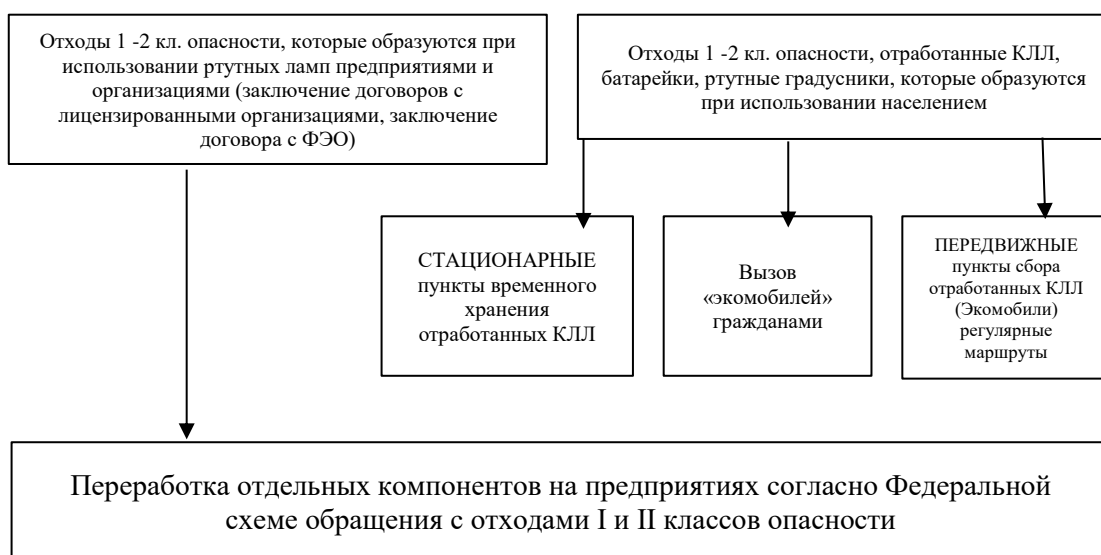 Отходы 1 -2 кл. опасности, которые образуются при
использовании ртутных ламп предприятиями и
организациями (заключение договоров с
лицензированными организациями, заключение
договора с ФЭО)
Отходы 1 -2 кл. опасности, отработанные КЛЛ,
батарейки, ртутные градусники, которые образуются
при использовании населением
СТАЦИОНАРНЫЕ
пункты временного
хранения
отработанных КЛЛ
Вызов
«экомобилей»
гражданами
ПЕРЕДВИЖНЫЕ
пункты сбора
отработанных КЛЛ
(Экомобили)
регулярные
маршруты
Переработка отдельных компонентов на предприятиях согласно Федеральной
схеме обращения с отходами I и II классов опасности